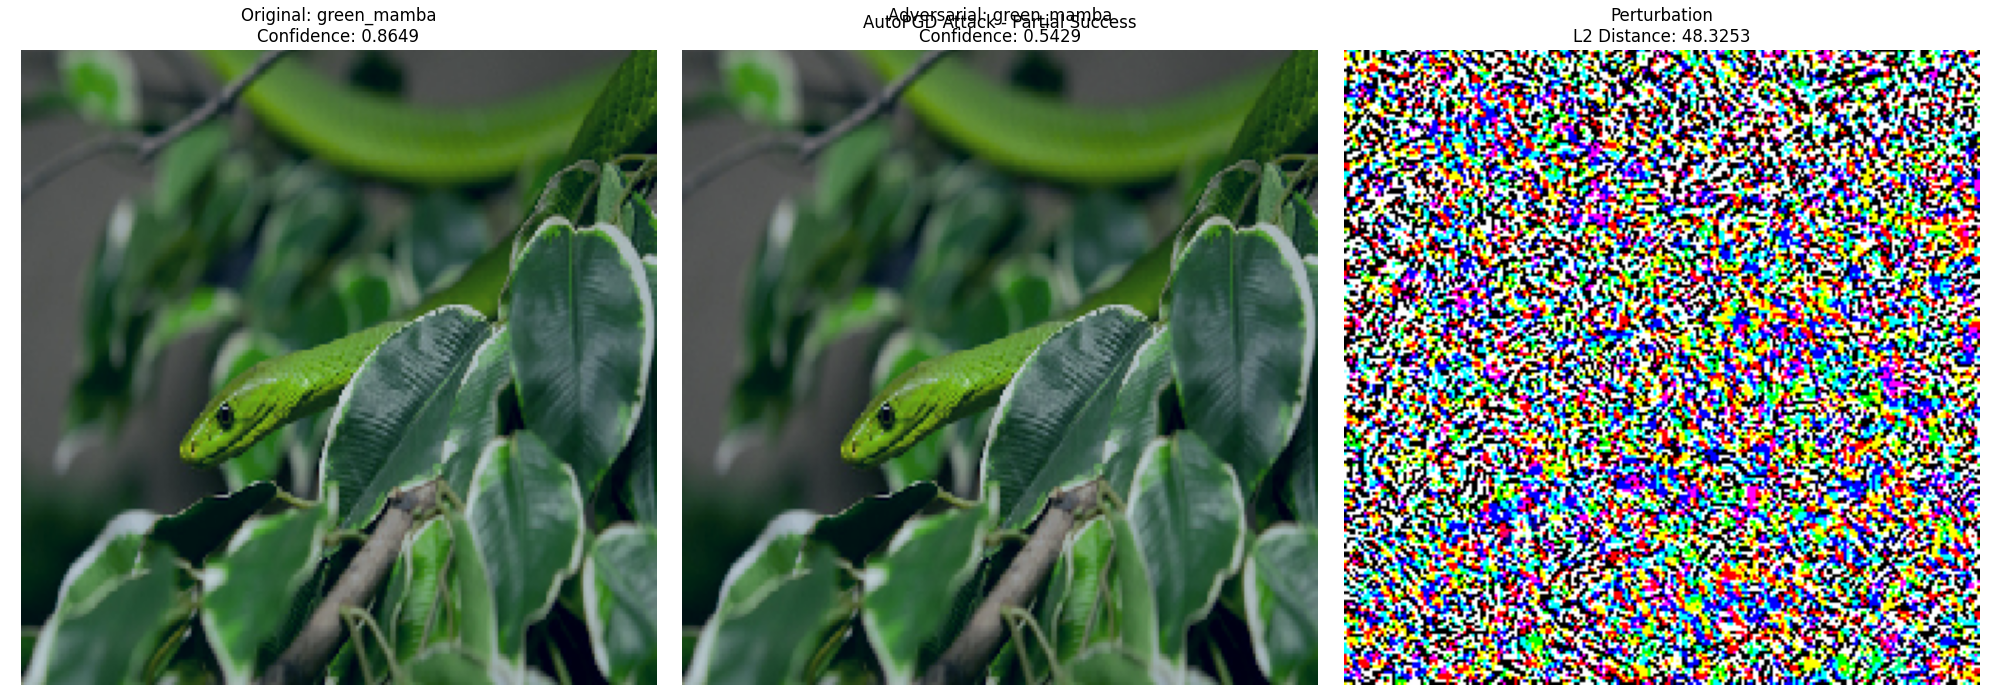 Original: green_mamba
Confidence: 0.8649
Adversarial: green_mamba
AutoPGD Attack - Partial Success
Confidence: 0.5429
Perturbation
L2 Distance: 48.3253